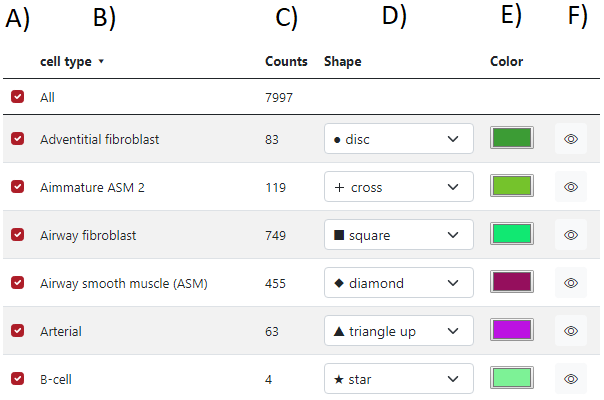 A) B) C) D) E) F)
cell type ▾ Counts Shape Color
All 7997
Adventitial fibroblast 83 ● disc
Aimmature ASM 2 119 + cross
Airway fibroblast 749 ■ square
Airway smooth muscle (ASM) 455 ◆ diamond
Arterial 63 ▲ triangle up
B-cell 4 ★ star